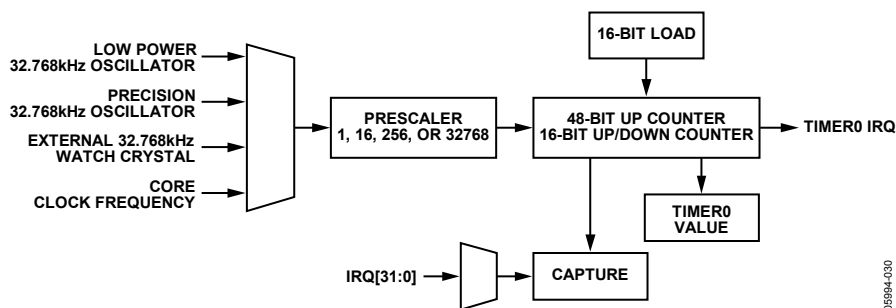 LOW POWER
32.768kHz OSCILLATOR
PRECISION
32.768kHz OSCILLATOR
EXTERNAL 32.768kHz
WATCH CRYSTAL
CORE
CLOCK FREQUENCY
PRESCALER
1, 16, 256, OR 32768
16-BIT LOAD
48-BIT UP COUNTER
16-BIT UP/DOWN COUNTER
TIMER0 IRQ
TIMER0
VALUE
IRQ[31:0]
CAPTURE
05994-030